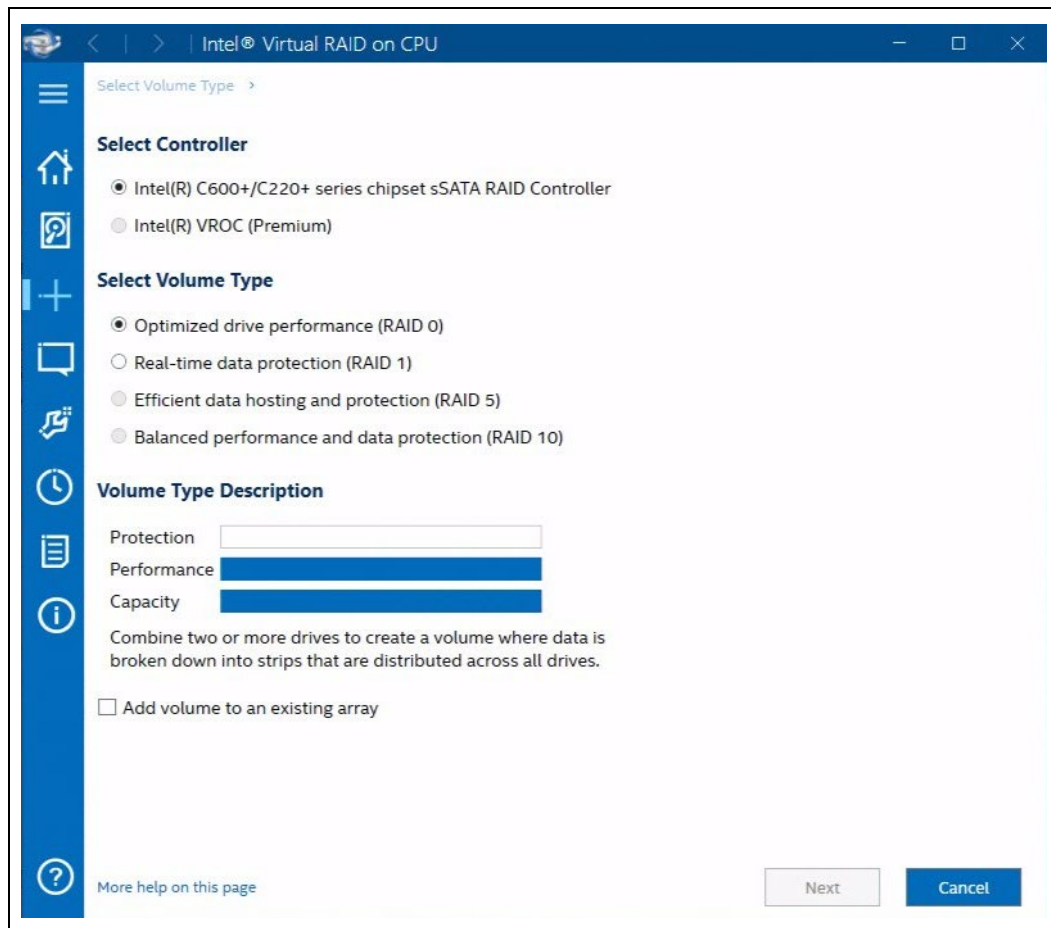 Intel® Virtual RAID on CPU
Select Volume Type >
Select Controller
Intel(R) C600+/C220+ series chipset sSATA RAID Controller
Intel(R) VROC (Premium)
Select Volume Type
Optimized drive performance (RAID 0)
Real-time data protection (RAID 1)
Efficient data hosting and protection (RAID 5)
Balanced performance and data protection (RAID 10)
Volume Type Description
Protection
Performance
Capacity
Combine two or more drives to create a volume where data is
broken down into strips that are distributed across all drives.
Add volume to an existing array
More help on this page
Next
Cancel